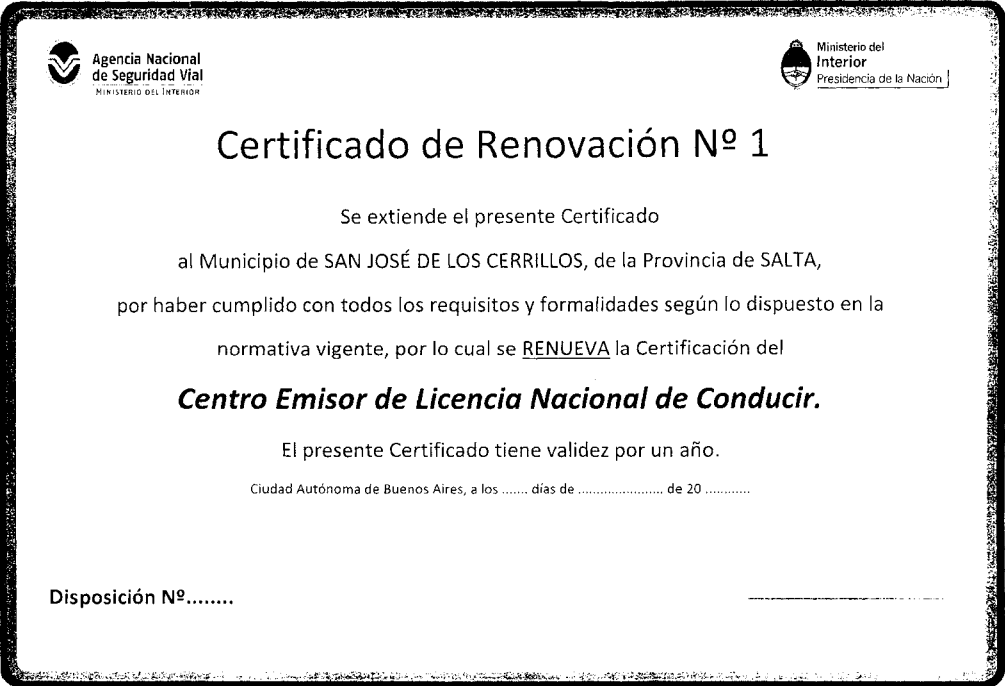 Agencia Nacional
de Seguridad Vial
MINISTERIO DEL INTERIOR
Ministerio del
Interior
Presidencia de la Nación
Certificado de Renovación Nº 1
Se extiende el presente Certificado
al Municipio de SAN JOSÉ DE LOS CERRILLOS, de la Provincia de SALTA,
por haber cumplido con todos los requisitos y formalidades según lo dispuesto en la
normativa vigente, por lo cual se RENUEVA la Certificación del
Centro Emisor de Licencia Nacional de Conducir.
El presente Certificado tiene validez por un año.
Ciudad Autónoma de Buenos Aires, a los ....... días de ...................... de 20 ............
Disposición Nº........